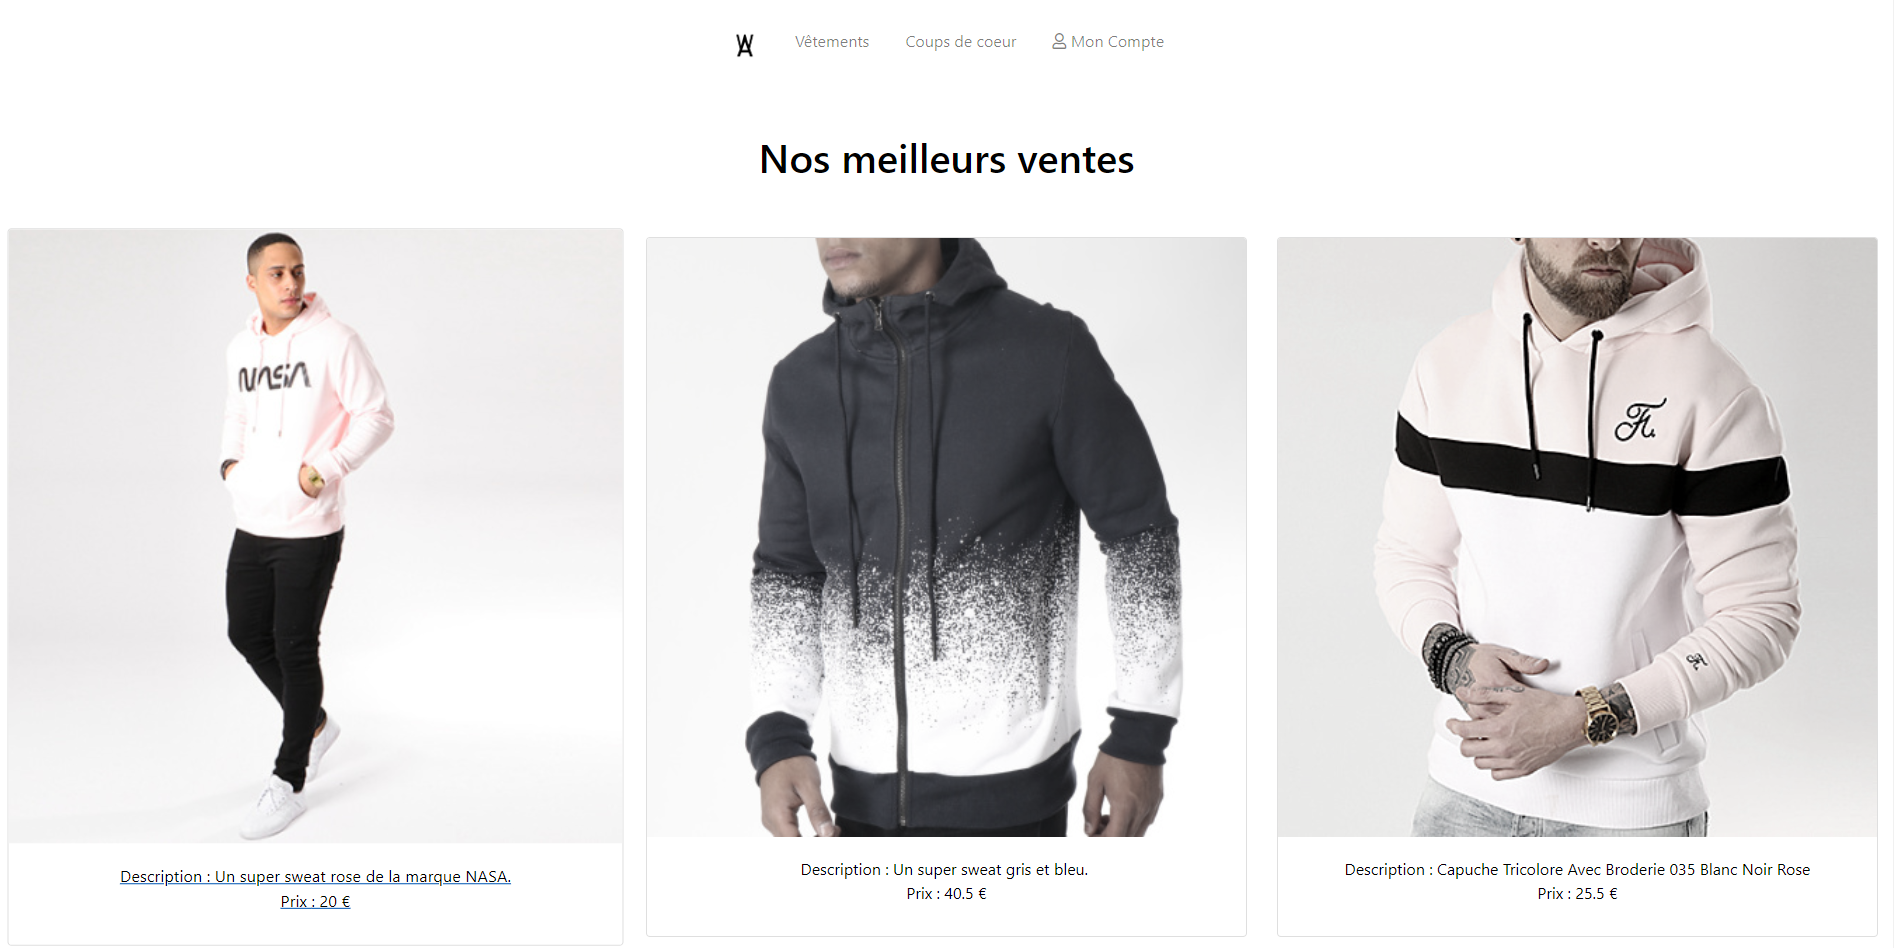 WA
Vêtements
Coups de coeur
Mon Compte
Nos meilleurs ventes
NASA
Description : Un super sweat rose de la marque NASA.
Prix : 20 €
Description : Un super sweat gris et bleu.
Prix : 40.5 €
Description : Capuche Tricolore Avec Broderie 035 Blanc Noir Rose
Prix : 25.5 €